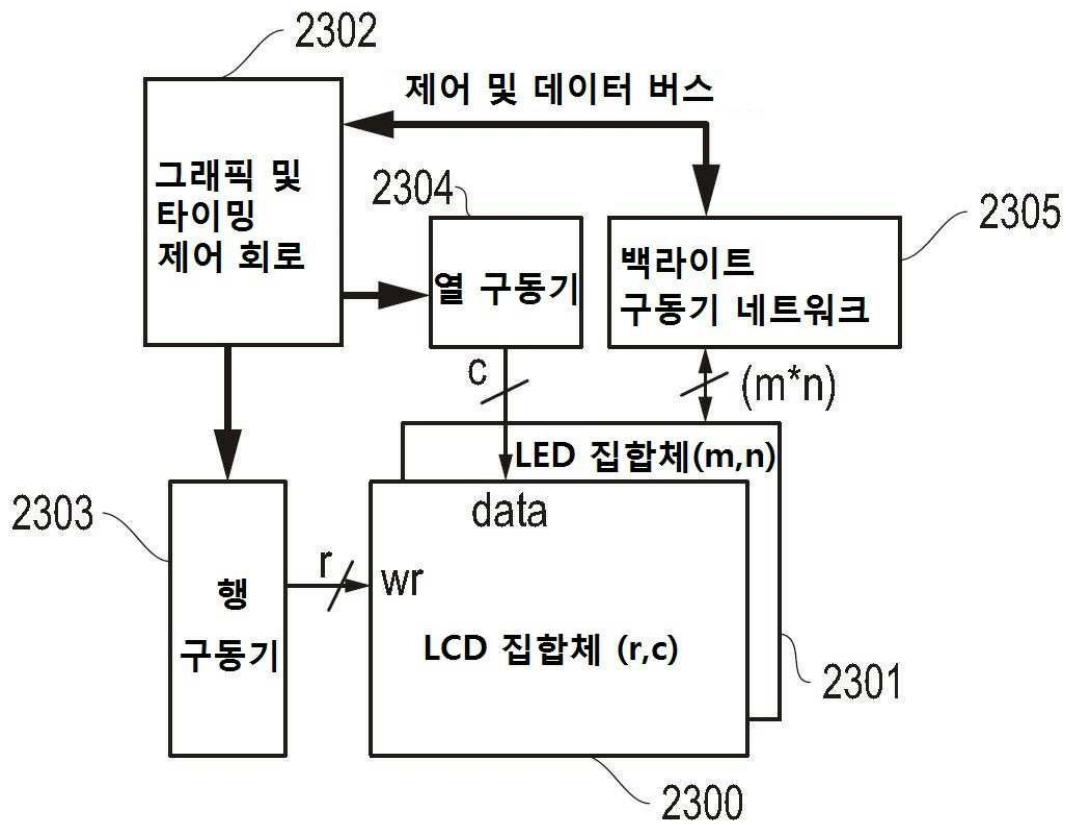 2302
제어 및 데이터 버스
그래픽 및
타이밍
제어 회로
2304
열 구동기
2305
백라이트
구동기 네트워크
c
(m*n)
LED 집합체(m,n)
2303
행
구동기
r
data
wr
LCD 집합체 (r,c)
2301
2300